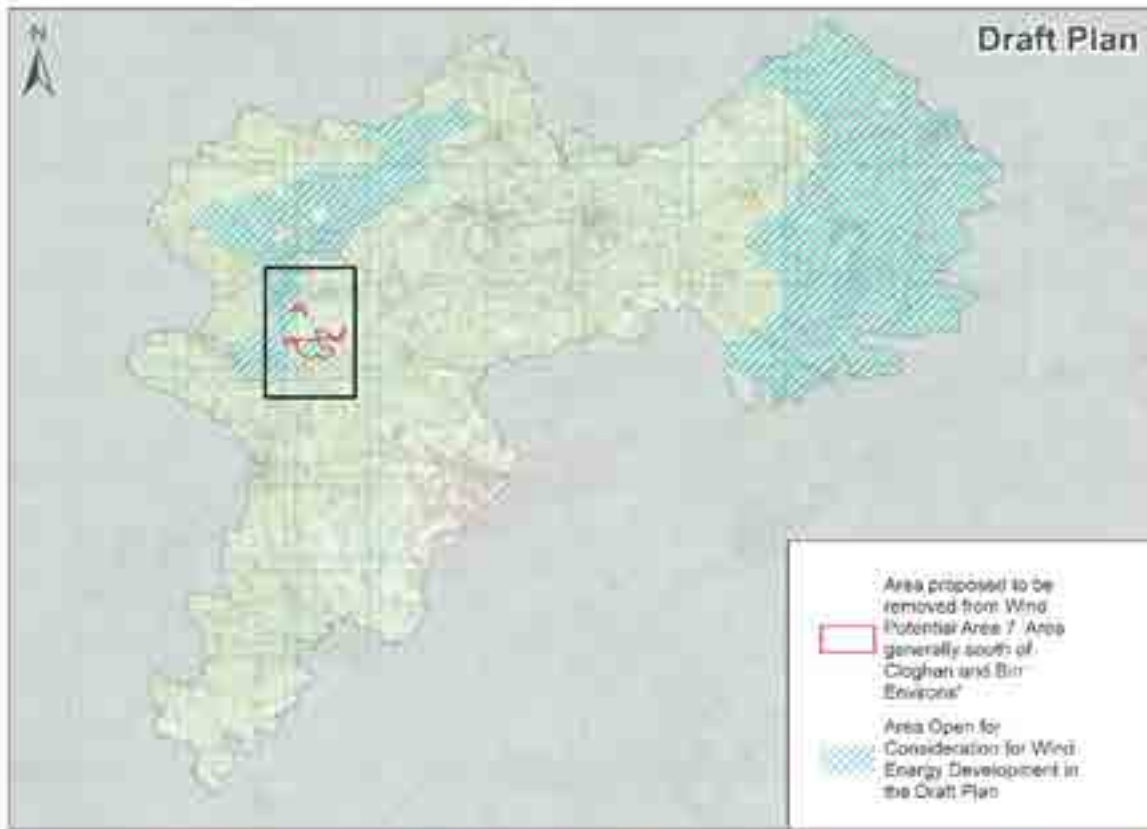 N
Draft Plan
Area proposed to be
removed from Wind
Potential Area 7 Area
generally south of
Cloghan and Birr
Environs"
Area Open for
Consideration for Wind
Energy Development in
the Draft Plan